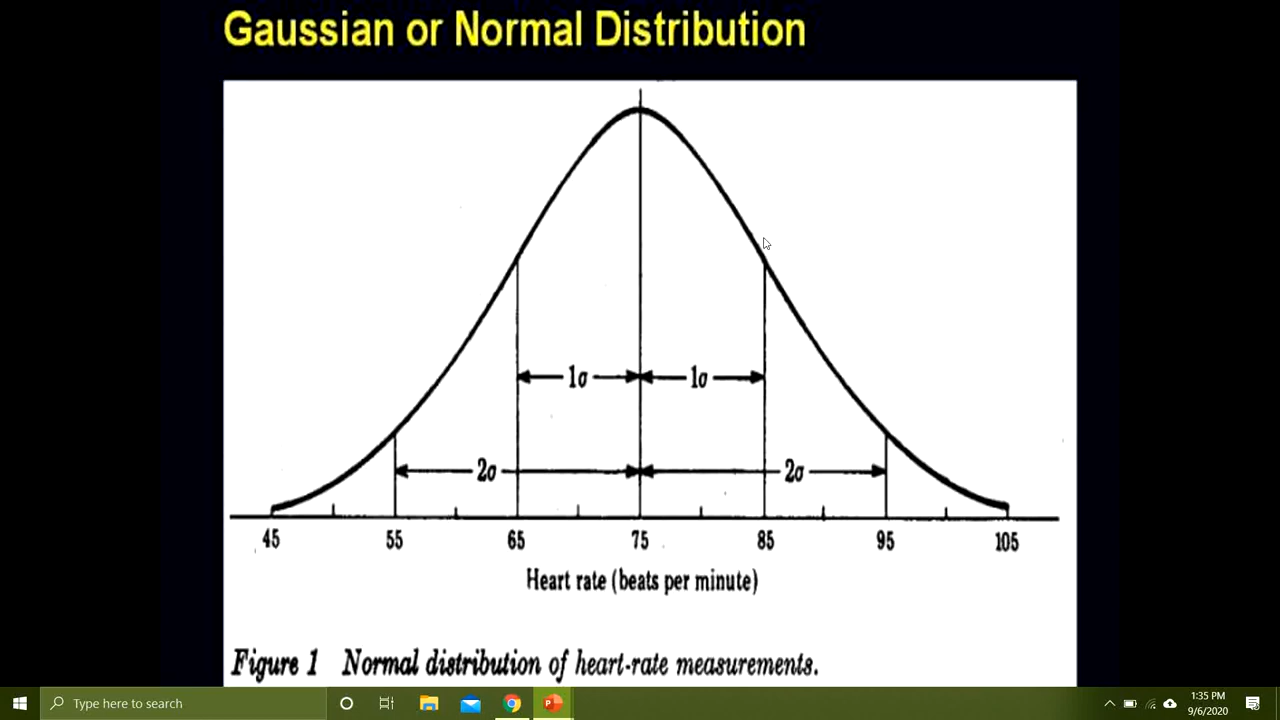 Gaussian or Normal Distribution
1σ 1σ
2σ 2σ
45 55 65 75 85 95 105
Heart rate (beats per minute)
Figure 1 Normal distribution of heart-rate measurements.
Type here to search
1:35 PM
9/6/2020